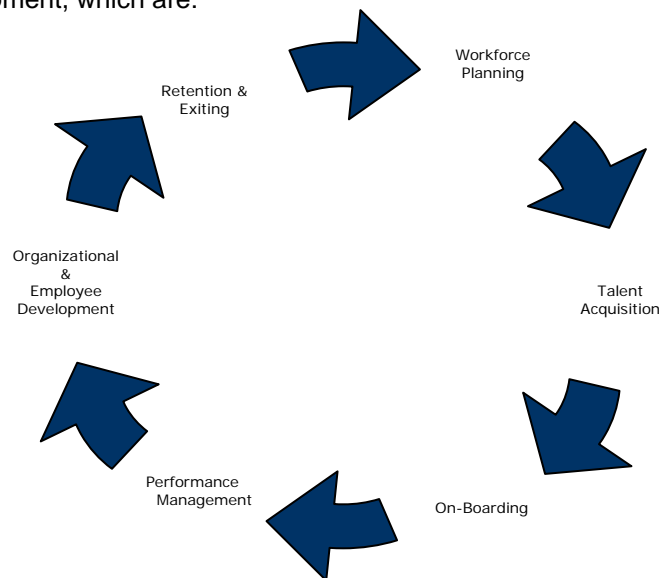 which are:
Workforce
Planning
Talent
Acquisition
On-Boarding
Performance
Management
Organizational
&
Employee
Development
Retention &
Exiting